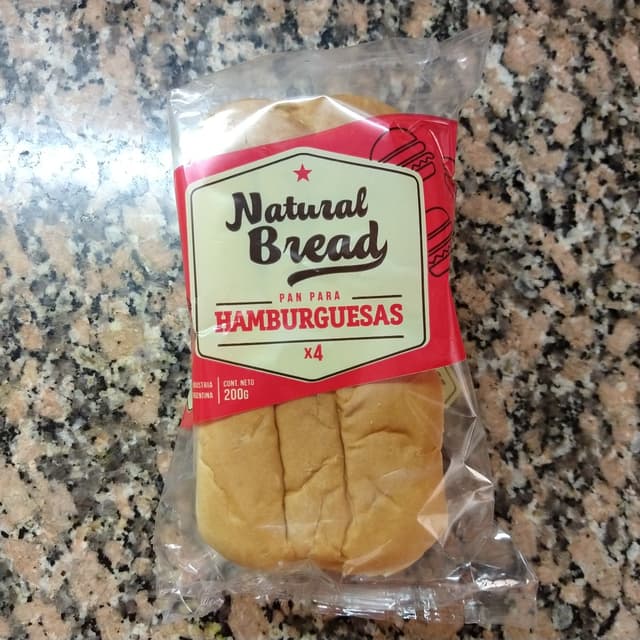 Natural
Bread
PAN PARA
HAMBURGUESAS
x4
CONT. NETO
200G